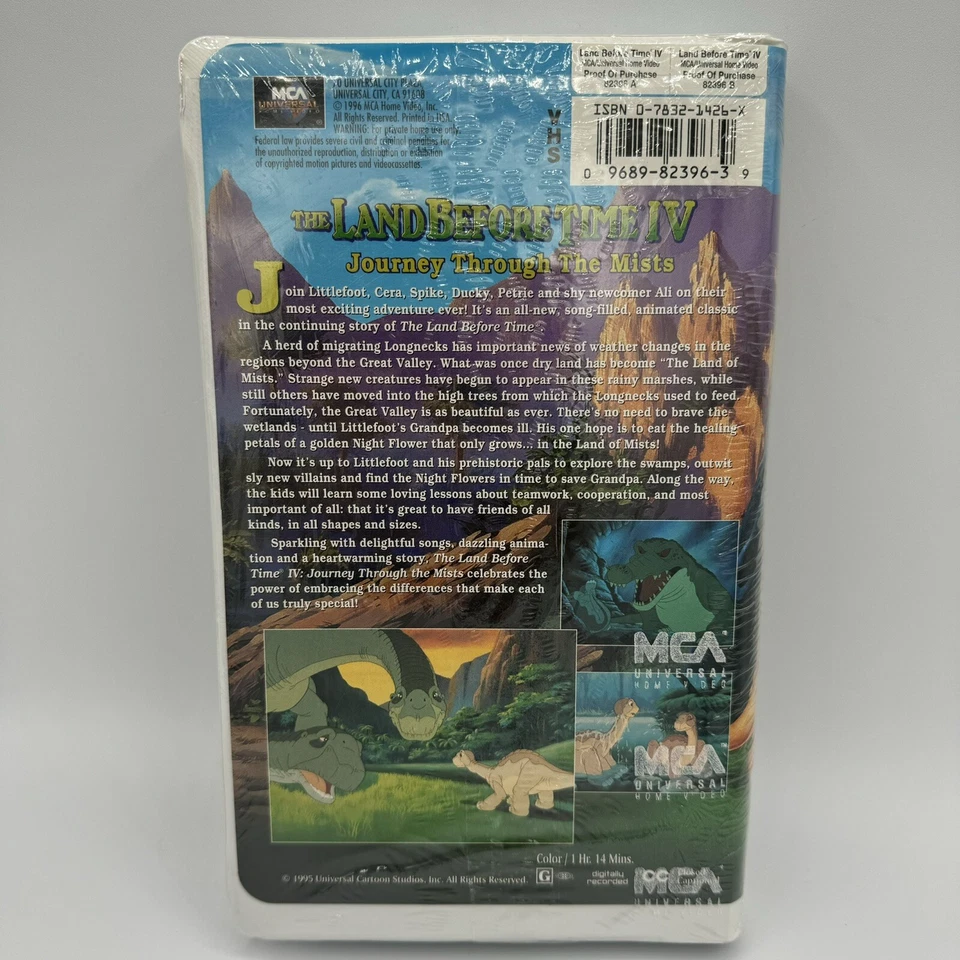 MCA
UNIVERSAL
UNIVERSAL CITY PLAZA
UNIVERSAL CITY, CA 91608
© 1996 MCA Home Video, Inc.
All Rights Reserved. Printed in USA.
WARNING: For private home use only.
Federal law provides severe civil and criminal penalties for
the unauthorized reproduction, distribution or exhibition
of copyrighted motion pictures and videocassettes.
VHS
Land Before Time IV
MCA/Universal Home Video
Proof Of Purchase
82396 A
Land Before Time IV
MCA/Universal Home Video
Proof Of Purchase
82396 B
ISBN 0-7832-1426-X
0 9689-82396-3 9
THE LAND BEFORE TIME IV
Journey Through The Mists
Join Littlefoot, Cera, Spike, Ducky, Petrie and shy newcomer Ali on their
most exciting adventure ever! It's an all-new, song-filled, animated classic
in the continuing story of The Land Before Time®.
A herd of migrating Longnecks has important news of weather changes in the
regions beyond the Great Valley. What was once dry land has become "The Land of
Mists." Strange new creatures have begun to appear in these rainy marshes, while
still others have moved into the high trees from which the Longnecks used to feed.
Fortunately, the Great Valley is as beautiful as ever. There's no need to brave the
wetlands - until Littlefoot's Grandpa becomes ill. His one hope is to eat the healing
petals of a golden Night Flower that only grows... in the Land of Mists!
Now it's up to Littlefoot and his prehistoric pals to explore the swamps, outwit
sly new villains and find the Night Flowers in time to save Grandpa. Along the way,
the kids will learn some loving lessons about teamwork, cooperation, and most
important of all: that it's great to have friends of all
kinds, in all shapes and sizes.
Sparkling with delightful songs, dazzling anima-
tion and a heartwarming story, The Land Before
Time® IV: Journey Through the Mists celebrates the
power of embracing the differences that make each
of us truly special!
MCA
UNIVERSAL
HOME VIDEO
MCA
UNIVERSAL
HOME VIDEO
Color / 1 Hr. 14 Mins.
© 1995 Universal Cartoon Studios, Inc. All Rights Reserved.
G
digitally
recorded
CC Closed
Captioned
MCA
UNIVERSAL